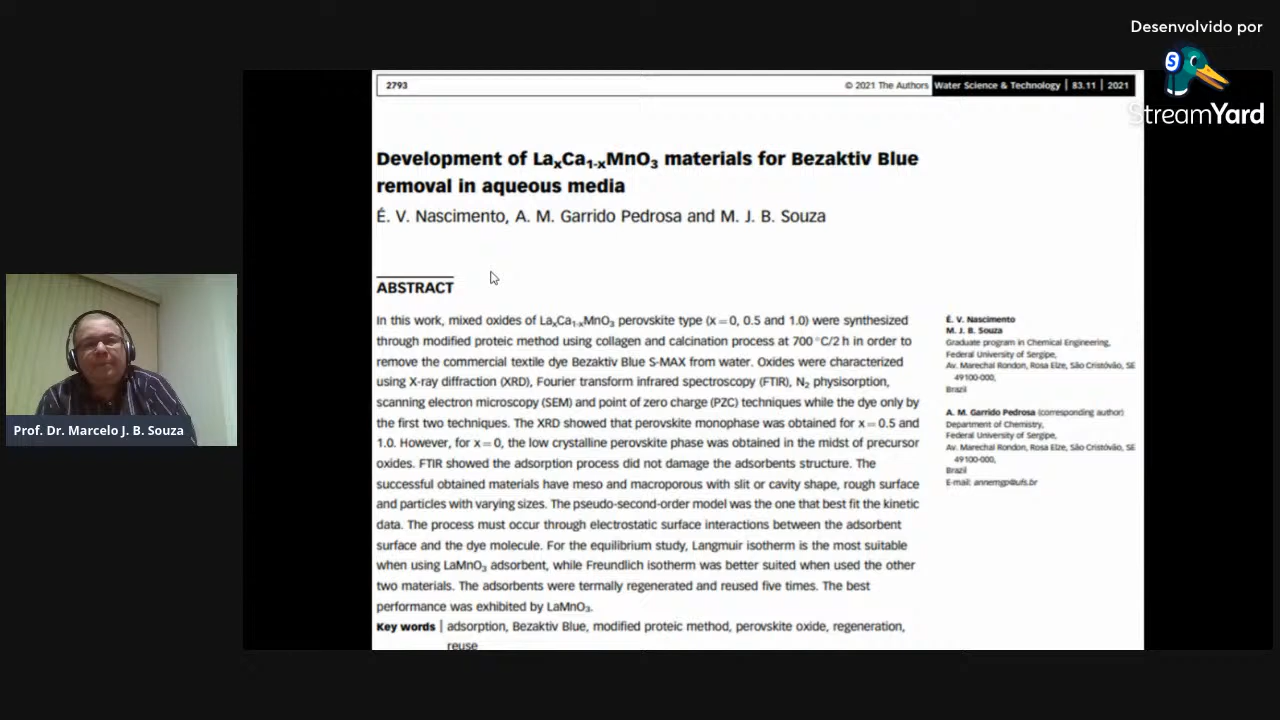 Desenvolvido por
StreamYard
2793
© 2021 The Authors Water Science & Technology | 83.11 | 2021
Development of LaxCa1-xMnO3 materials for Bezaktiv Blue
removal in aqueous media
É. V. Nascimento, A. M. Garrido Pedrosa and M. J. B. Souza
ABSTRACT
In this work, mixed oxides of LaxCa1-xMnO3 perovskite type (x = 0, 0.5 and 1.0) were synthesized
through modified proteic method using collagen and calcination process at 700 °C/2 h in order to
remove the commercial textile dye Bezaktiv Blue S-MAX from water. Oxides were characterized
using X-ray diffraction (XRD), Fourier transform infrared spectroscopy (FTIR), N2 physisorption,
scanning electron microscopy (SEM) and point of zero charge (PZC) techniques while the dye only by
the first two techniques. The XRD showed that perovskite monophase was obtained for x = 0.5 and
1.0. However, for x = 0, the low crystalline perovskite phase was obtained in the midst of precursor
oxides. FTIR showed the adsorption process did not damage the adsorbents structure. The
successful obtained materials have meso and macroporous with slit or cavity shape, rough surface
and particles with varying sizes. The pseudo-second-order model was the one that best fit the kinetic
data. The process must occur through electrostatic surface interactions between the adsorbent
surface and the dye molecule. For the equilibrium study, Langmuir isotherm is the most suitable
when using LaMnO3 adsorbent, while Freundlich isotherm was better suited when used the other
two materials. The adsorbents were termally regenerated and reused five times. The best
performance was exhibited by LaMnO3.
Key words | adsorption, Bezaktiv Blue, modified proteic method, perovskite oxide, regeneration,
reuse
É. V. Nascimento
M. J. B. Souza
Graduate program in Chemical Engineering,
Federal University of Sergipe,
Av. Marechal Rondon, Rosa Elze, São Cristóvão, SE
49100-000,
Brazil
A. M. Garrido Pedrosa (corresponding author)
Department of Chemistry,
Federal University of Sergipe,
Av. Marechal Rondon, Rosa Elze, São Cristóvão, SE
49100-000,
Brazil
E-mail: annemgp@ufs.br
Prof. Dr. Marcelo J. B. Souza